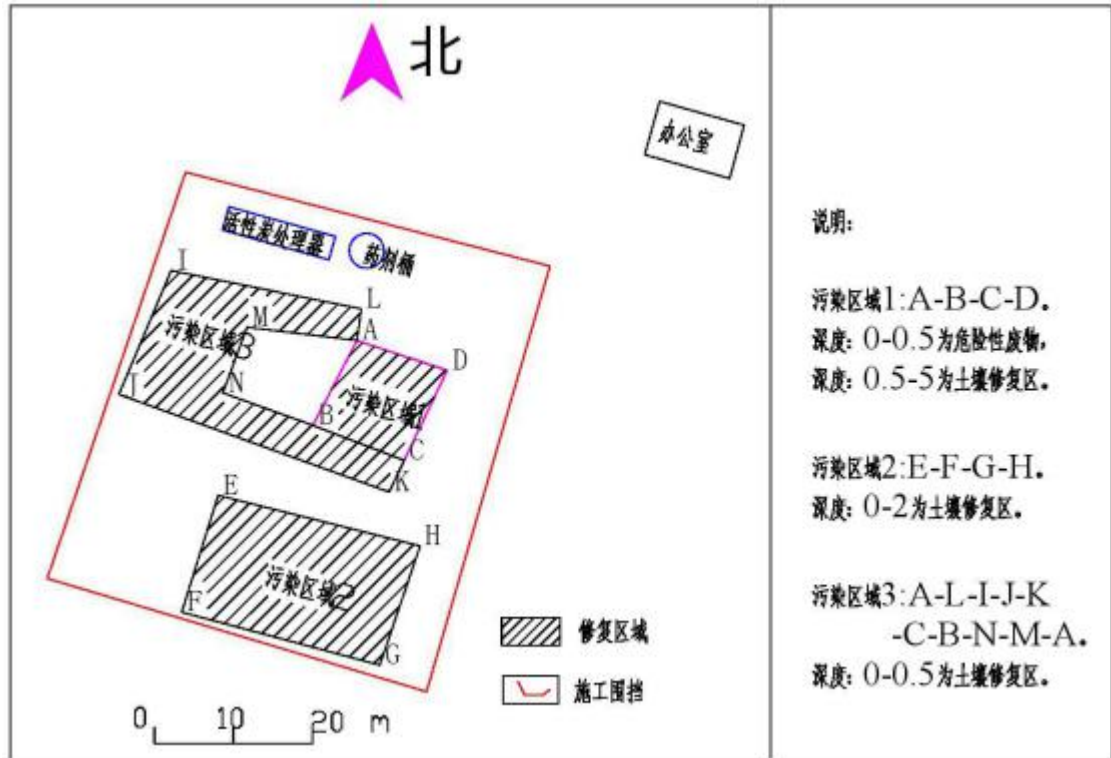 北
办公室
活性炭处理器
药剂桶
I
L
M
A
污染区域3
D
I
N
污染区域1
B
C
K
E
H
污染区域2
F
G
修复区域
施工围挡
0 10 20 m
说明:
污染区域1:A-B-C-D。
深度: 0-0.5为危险性废物,
深度: 0.5-5为土壤修复区。
污染区域2:E-F-G-H。
深度: 0-2为土壤修复区。
污染区域3:A-L-I-J-K
-C-B-N-M-A。
深度: 0-0.5为土壤修复区。